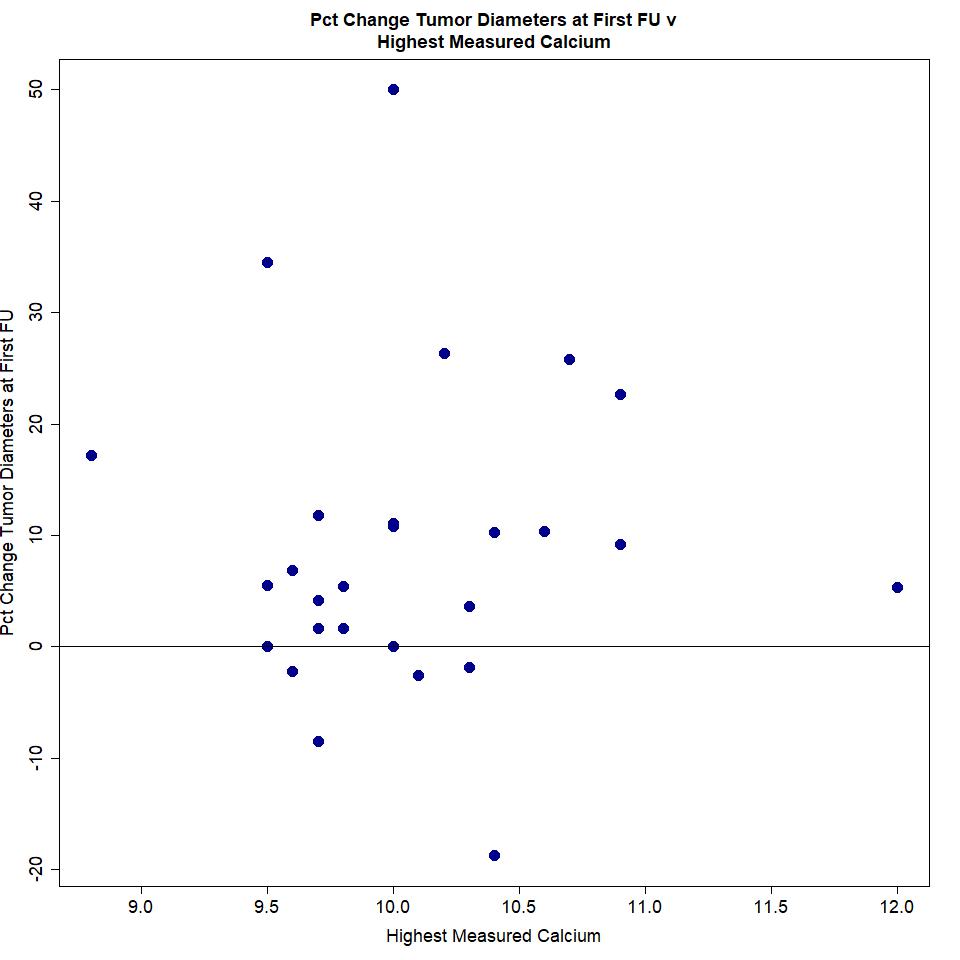 Pct Change Tumor Diameters at First FU v
Highest Measured Calcium
Pct Change Tumor Diameters at First FU
50
40
30
20
10
0
-10
-20
9.0 9.5 10.0 10.5 11.0 11.5 12.0
Highest Measured Calcium